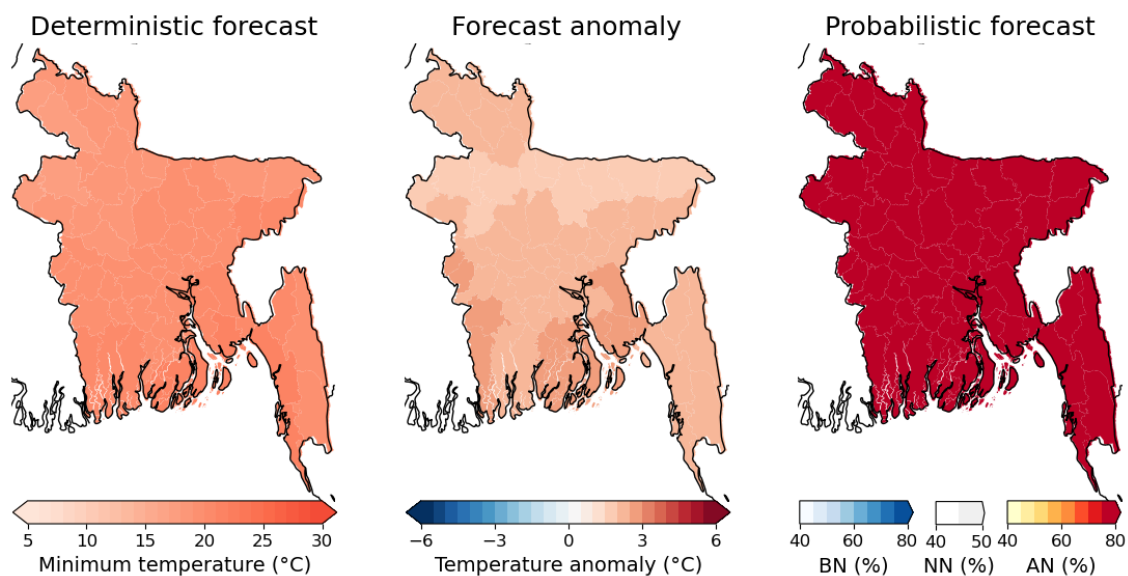 Deterministic forecast
Forecast anomaly
Probabilistic forecast
5 10 15 20 25 30
Minimum temperature (°C)
−6 −3 0 3 6
Temperature anomaly (°C)
40 60 80
BN (%)
40 50
NN (%)
40 60 80
AN (%)